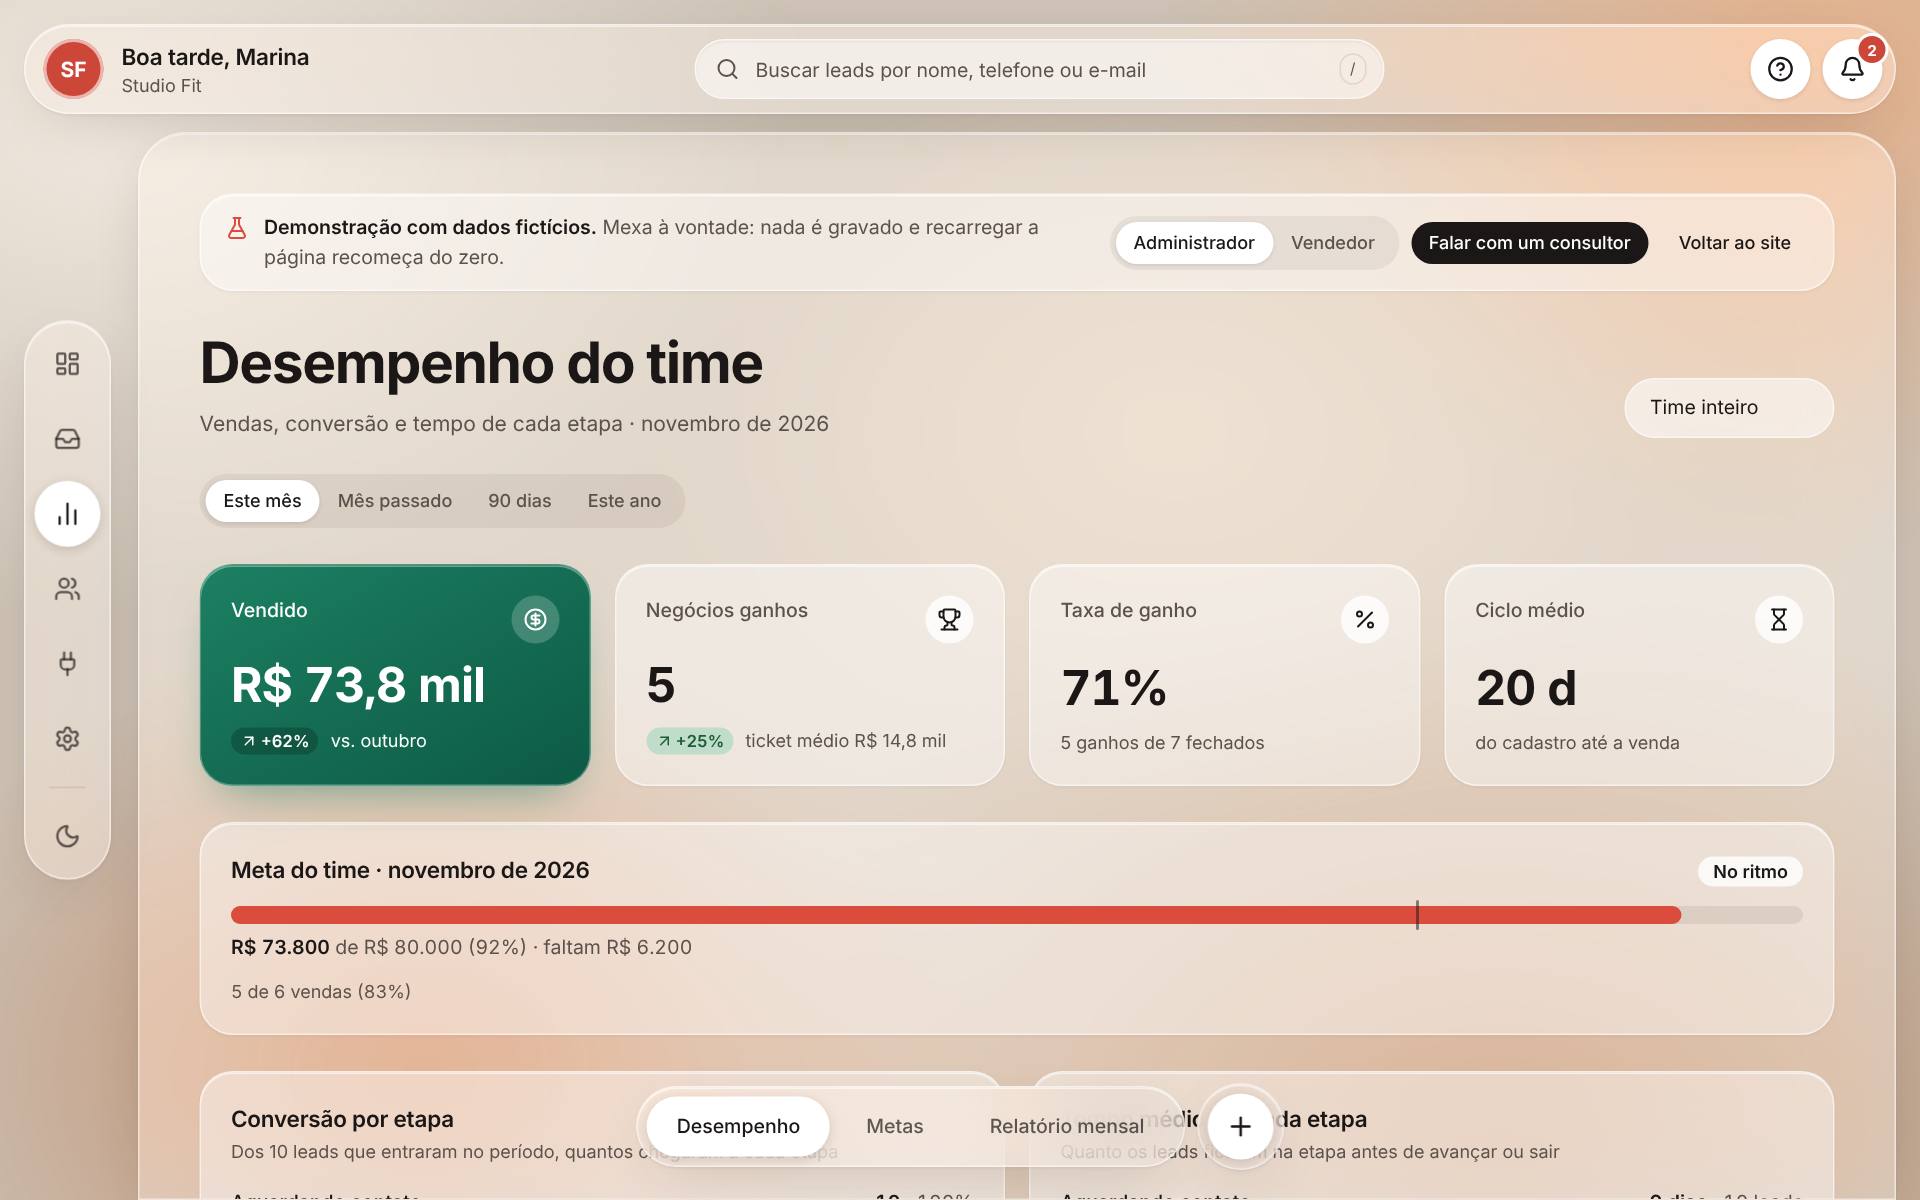 SF
Boa tarde, Marina
Studio Fit
Buscar leads por nome, telefone ou e-mail
/
2
Demonstração com dados fictícios. Mexa à vontade: nada é gravado e recarregar a
página recomeça do zero.
Administrador
Vendedor
Falar com um consultor
Voltar ao site
Desempenho do time
Vendas, conversão e tempo de cada etapa · novembro de 2026
Time inteiro
Este mês
Mês passado
90 dias
Este ano
Vendido
R$ 73,8 mil
+62% vs. outubro
Negócios ganhos
5
+25% ticket médio R$ 14,8 mil
Taxa de ganho
71%
5 ganhos de 7 fechados
Ciclo médio
20 d
do cadastro até a venda
Meta do time · novembro de 2026
No ritmo
R$ 73.800 de R$ 80.000 (92%) · faltam R$ 6.200
5 de 6 vendas (83%)
Conversão por etapa
Dos 10 leads que entraram no período, quantos chegaram a cada etapa
médio da etapa
Quanto os leads na etapa antes de avançar ou sair
Desempenho
Metas
Relatório mensal